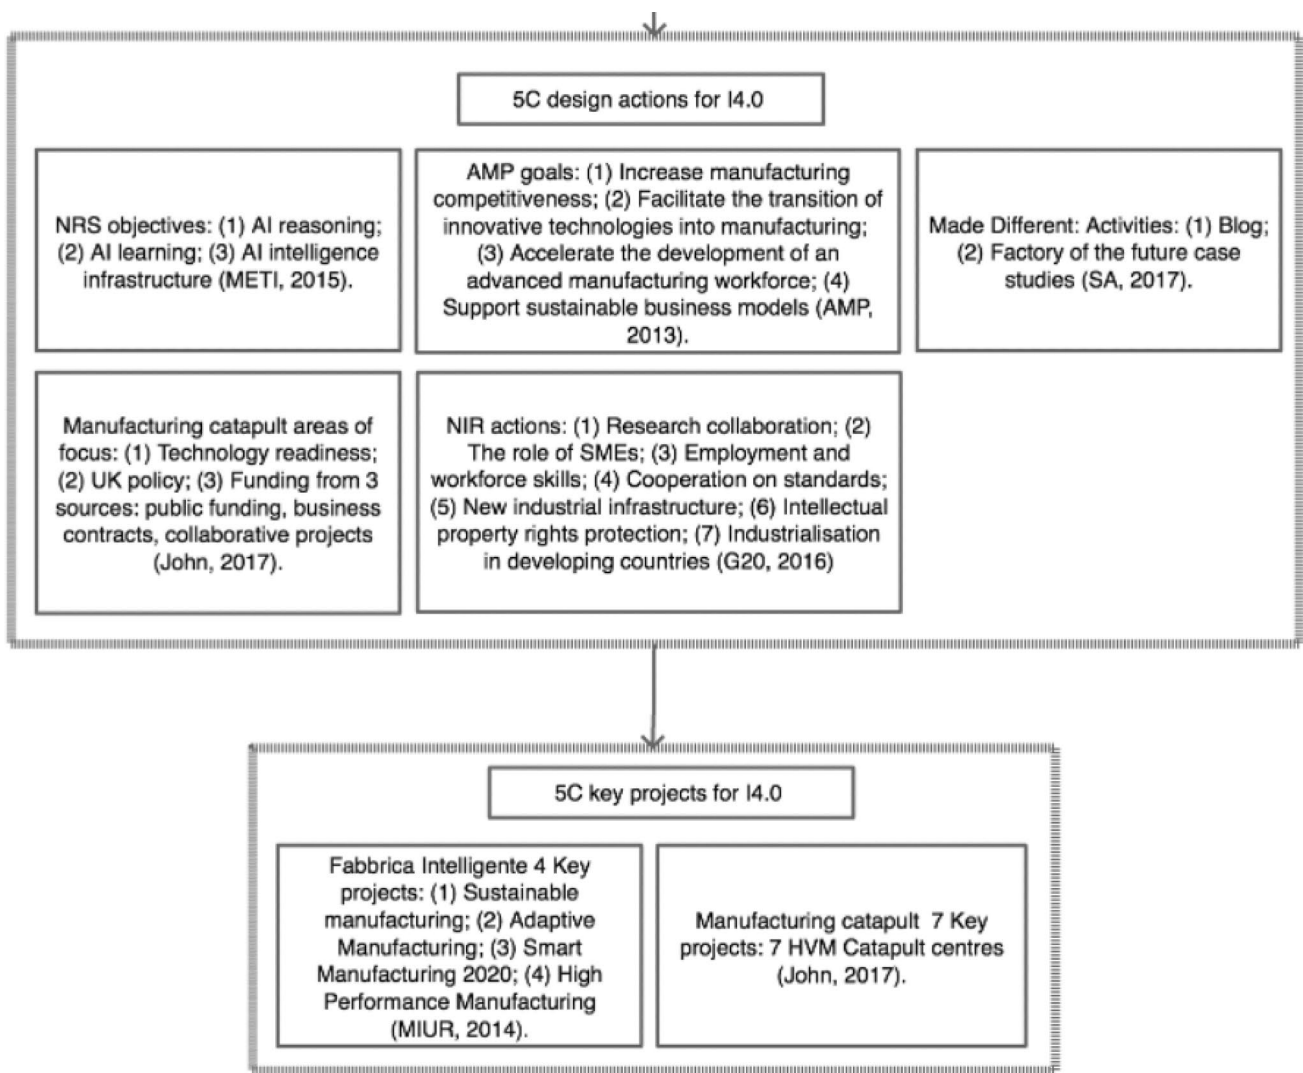 5C design actions for I4.0
NRS objectives: (1) AI reasoning;
(2) AI learning; (3) AI intelligence
infrastructure (METI, 2015).
AMP goals: (1) Increase manufacturing
competitiveness; (2) Facilitate the transition of
innovative technologies into manufacturing;
(3) Accelerate the development of an
advanced manufacturing workforce; (4)
Support sustainable business models (AMP,
2013).
Made Different: Activities: (1) Blog;
(2) Factory of the future case
studies (SA, 2017).
Manufacturing catapult areas of
focus: (1) Technology readiness;
(2) UK policy; (3) Funding from 3
sources: public funding, business
contracts, collaborative projects
(John, 2017).
NIR actions: (1) Research collaboration; (2)
The role of SMEs; (3) Employment and
workforce skills; (4) Cooperation on standards;
(5) New industrial infrastructure; (6) Intellectual
property rights protection; (7) Industrialisation
in developing countries (G20, 2016)
5C key projects for I4.0
Fabbrica Intelligente 4 Key
projects: (1) Sustainable
manufacturing; (2) Adaptive
Manufacturing; (3) Smart
Manufacturing 2020; (4) High
Performance Manufacturing
(MIUR, 2014).
Manufacturing catapult 7 Key
projects: 7 HVM Catapult centres
(John, 2017).